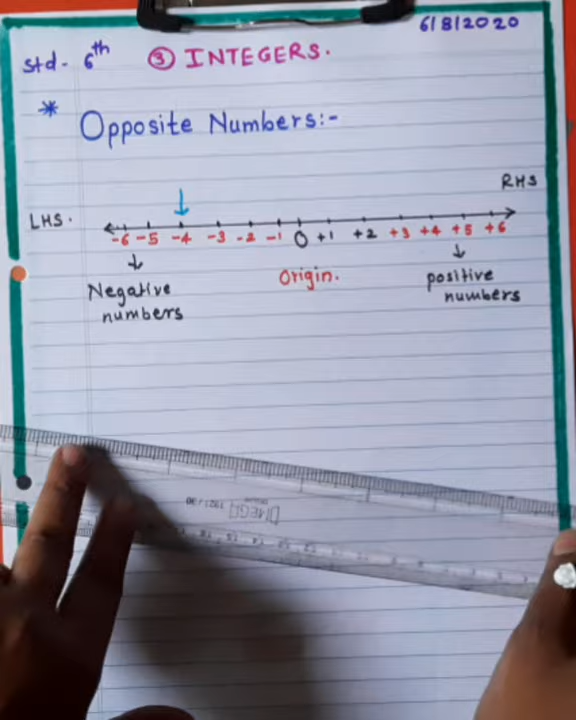 6/8/2020
Std - 6th ③ INTEGERS.
* Opposite Numbers:-
RHS
LHS.
-6 -5 -4 -3 -2 -1 0 +1 +2 +3 +4 +5 +6
Negative numbers
Origin.
positive numbers
OMEGA